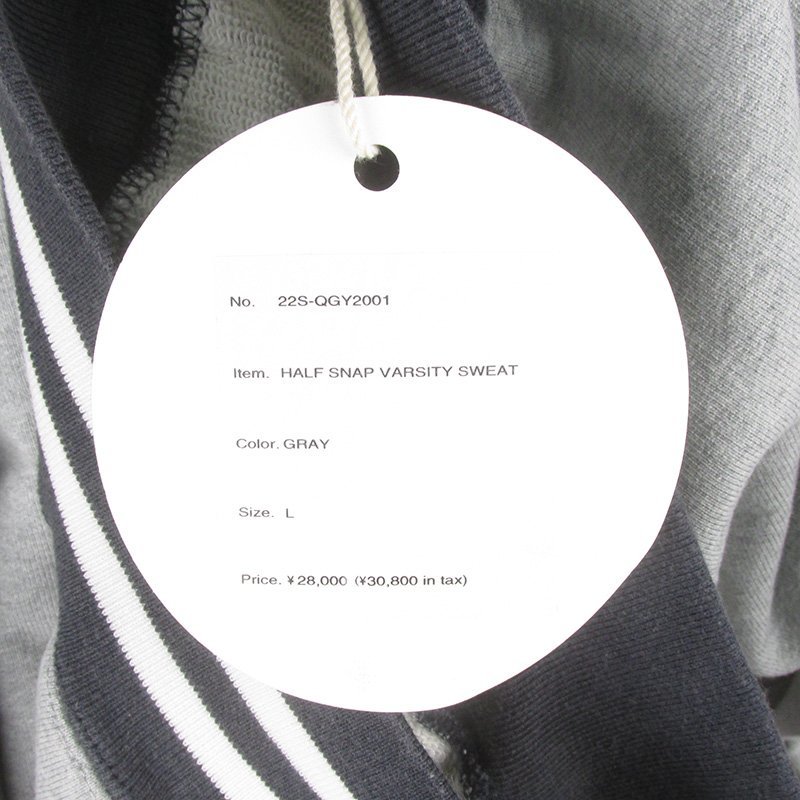 No. 22S-QGY2001
Item. HALF SNAP VARSITY SWEAT
Color. GRAY
Size. L
Price. ¥28,000 (¥30,800 in tax)